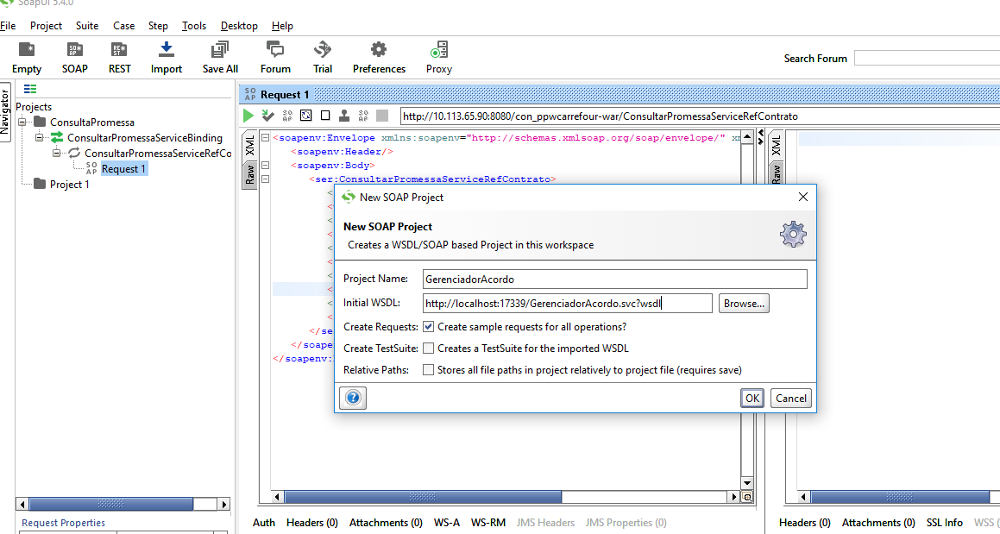 SoapUI 5.4.0
File Project Suite Case Step Tools Desktop Help
Empty SOAP REST Import Save All Forum Trial Preferences Proxy
Search Forum
Navigator
Projects
ConsultaPromessa
ConsultarPromessaServiceBinding
ConsultarPromessaServiceRefCo
SO AP Request 1
Project 1
SO AP Request 1
http://10.113.65.90:8080/con_ppwcarrefour-war/ConsultarPromessaServiceRefContrato
XML
Raw
<soapenv:Envelope xmlns:soapenv="http://schemas.xmlsoap.org/soap/envelope/"
<soapenv:Header/>
<soapenv:Body>
<ser:ConsultarPromessaServiceRefContrato>
</se
</soape
</soapenv:
XML
Raw
New SOAP Project
New SOAP Project
Creates a WSDL/SOAP based Project in this workspace
Project Name: GerenciadorAcordo
Initial WSDL: http://localhost:17339/GerenciadorAcordo.svc?wsdl Browse...
Create Requests: Create sample requests for all operations?
Create TestSuite: Creates a TestSuite for the imported WSDL
Relative Paths: Stores all file paths in project relatively to project file (requires save)
? OK Cancel
Request Properties
Auth Headers (0) Attachments (0) WS-A WS-RM JMS Headers JMS Properties (0)
Headers (0) Attachments (0) SSL Info WSS (